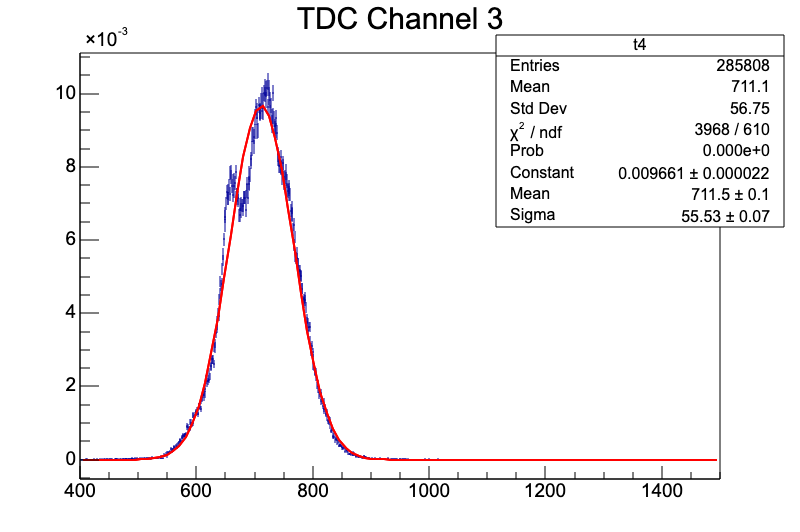 TDC Channel 3
×10⁻³
t4
Entries 285808
Mean 711.1
Std Dev 56.75
χ² / ndf 3968 / 610
Prob 0.000e+0
Constant 0.009661 ± 0.000022
Mean 711.5 ± 0.1
Sigma 55.53 ± 0.07
10
8
6
4
2
0
400 600 800 1000 1200 1400